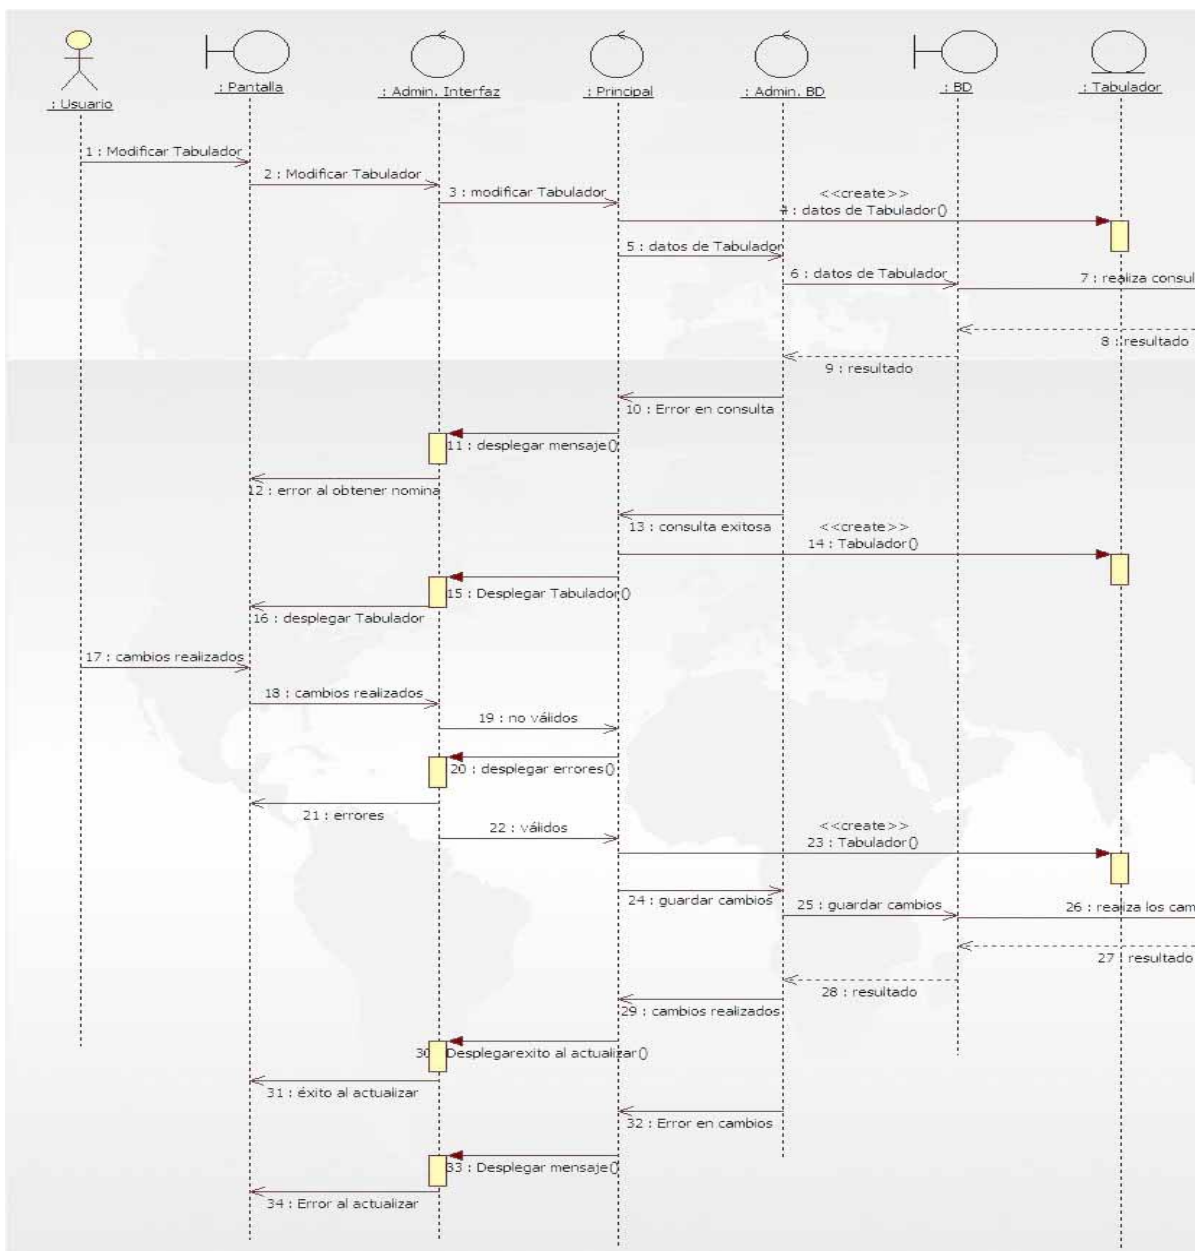 : Usuario
: Pantalla
: Admin. Interfaz
: Principal
: Admin. BD
: BD
: Tabulador
1 : Modificar Tabulador
2 : Modificar Tabulador
3 : modificar Tabulador
<<create>>
4 : datos de Tabulador()
5 : datos de Tabulador
6 : datos de Tabulador
7 : realiza consul
8 : resultado
9 : resultado
10 : Error en consulta
11 : desplegar mensaje()
12 : error al obtener nomina
13 : consulta exitosa
<<create>>
14 : Tabulador()
15 : Desplegar Tabulador()
16 : desplegar Tabulador
17 : cambios realizados
18 : cambios realizados
19 : no válidos
20 : desplegar errores()
21 : errores
22 : válidos
<<create>>
23 : Tabulador()
24 : guardar cambios
25 : guardar cambios
26 : realiza los cam
27 : resultado
28 : resultado
29 : cambios realizados
30 : Desplegarexito al actualizar()
31 : éxito al actualizar
32 : Error en cambios
33 : Desplegar mensaje()
34 : Error al actualizar